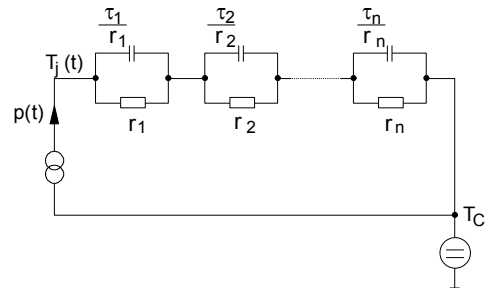 τ1 τ2 τn
r1 r2 rn
Tj (t)
r1 r2 rn
p(t)
TC